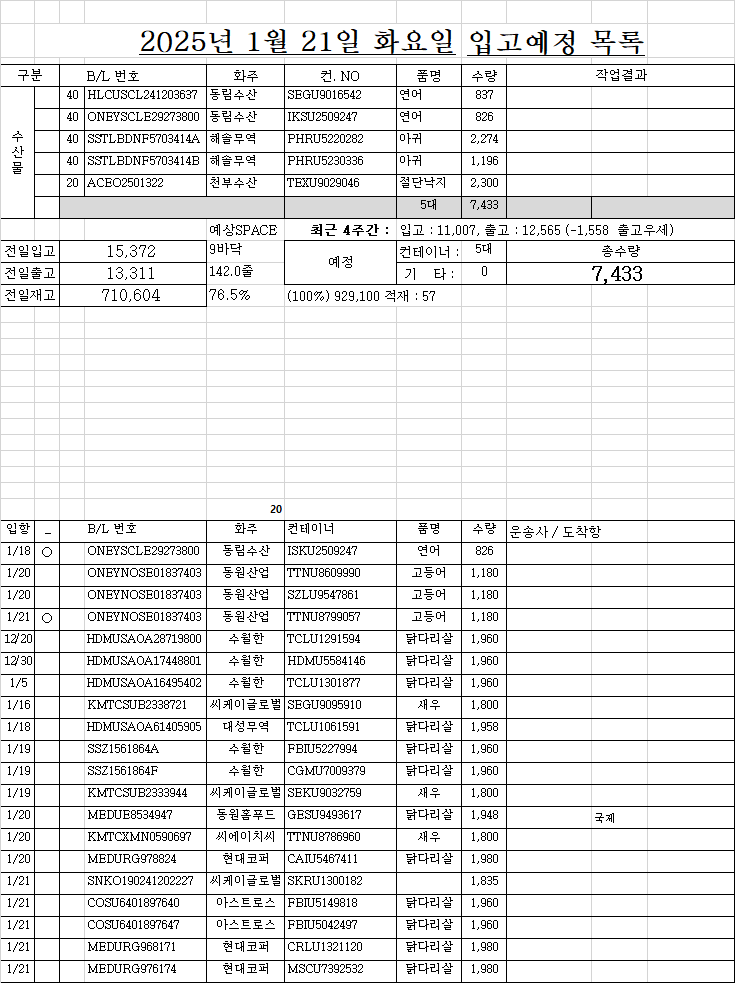 2025년 1월 21일 화요일 입고예정 목록
구분 B/L 번호 화주 컨. NO 품명 수량 작업결과
수산물
40 HLCUSCL241203637 동림수산 SEGU9016542 연어 837
40 ONEYSCLE29273800 동림수산 IKSU2509247 연어 826
40 SSTLBDNF5703414A 해솔무역 PHRU5220282 아귀 2,274
40 SSTLBDNF5703414B 해솔무역 PHRU5230336 아귀 1,196
20 ACEO2501322 천부수산 TEXU9029046 절단낙지 2,300
5대 7,433
예상SPACE 최근 4주간 : 입고 : 11,007, 출고 : 12,565 (-1,558 출고우세)
전일입고 15,372 9바닥 예정 컨테이너 : 5대 총수량
전일출고 13,311 142.0줄 기 타 : 0 7,433
전일재고 710,604 76.5% (100%) 929,100 적재 : 57
20
입항 _ B/L 번호 화주 컨테이너 품명 수량 운송사 / 도착항
1/18 ○ ONEYSCLE29273800 동림수산 ISKU2509247 연어 826
1/20 ONEYNOSE01837403 동원산업 TTNU8609990 고등어 1,180
1/20 ONEYNOSE01837403 동원산업 SZLU9547861 고등어 1,180
1/21 ○ ONEYNOSE01837403 동원산업 TTNU8799057 고등어 1,180
12/20 HDMUSAOA28719800 수월한 TCLU1291594 닭다리살 1,960
12/30 HDMUSAOA17448801 수월한 HDMU5584146 닭다리살 1,960
1/5 HDMUSAOA16495402 수월한 TCLU1301877 닭다리살 1,960
1/16 KMTCSUB2338721 씨케이글로벌 SEGU9095910 새우 1,800
1/18 HDMUSAOA61405905 대성무역 TCLU1061591 닭다리살 1,958
1/19 SSZ1561864A 수월한 FBIU5227994 닭다리살 1,960
1/19 SSZ1561864F 수월한 CGMU7009379 닭다리살 1,960
1/19 KMTCSUB2333944 씨케이글로벌 SEKU9032759 새우 1,800
1/20 MEDUE8534947 동원홈푸드 GESU9493617 닭다리살 1,948 국제
1/20 KMTCXMN0590697 씨에이치씨 TTNU8786960 새우 1,800
1/20 MEDURG978824 현대코퍼 CAIU5467411 닭다리살 1,980
1/21 SNKO190241202227 씨케이글로벌 SKRU1300182 1,835
1/21 COSU6401897640 아스트로스 FBIU5149818 닭다리살 1,960
1/21 COSU6401897647 아스트로스 FBIU5042497 닭다리살 1,960
1/21 MEDURG968171 현대코퍼 CRLU1321120 닭다리살 1,980
1/21 MEDURG976174 현대코퍼 MSCU7392532 닭다리살 1,980